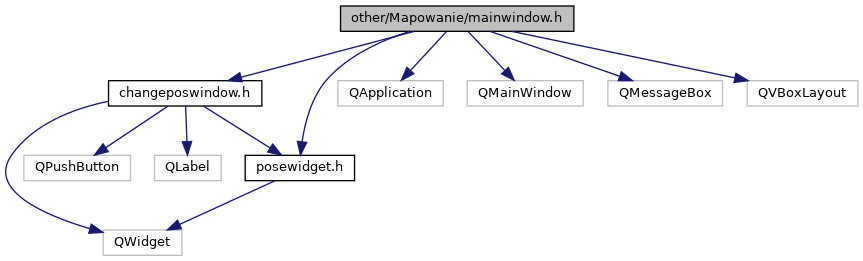 other/Mapowanie/mainwindow.h
changeposwindow.h
QApplication
QMainWindow
QMessageBox
QVBoxLayout
QPushButton
QLabel
posewidget.h
QWidget